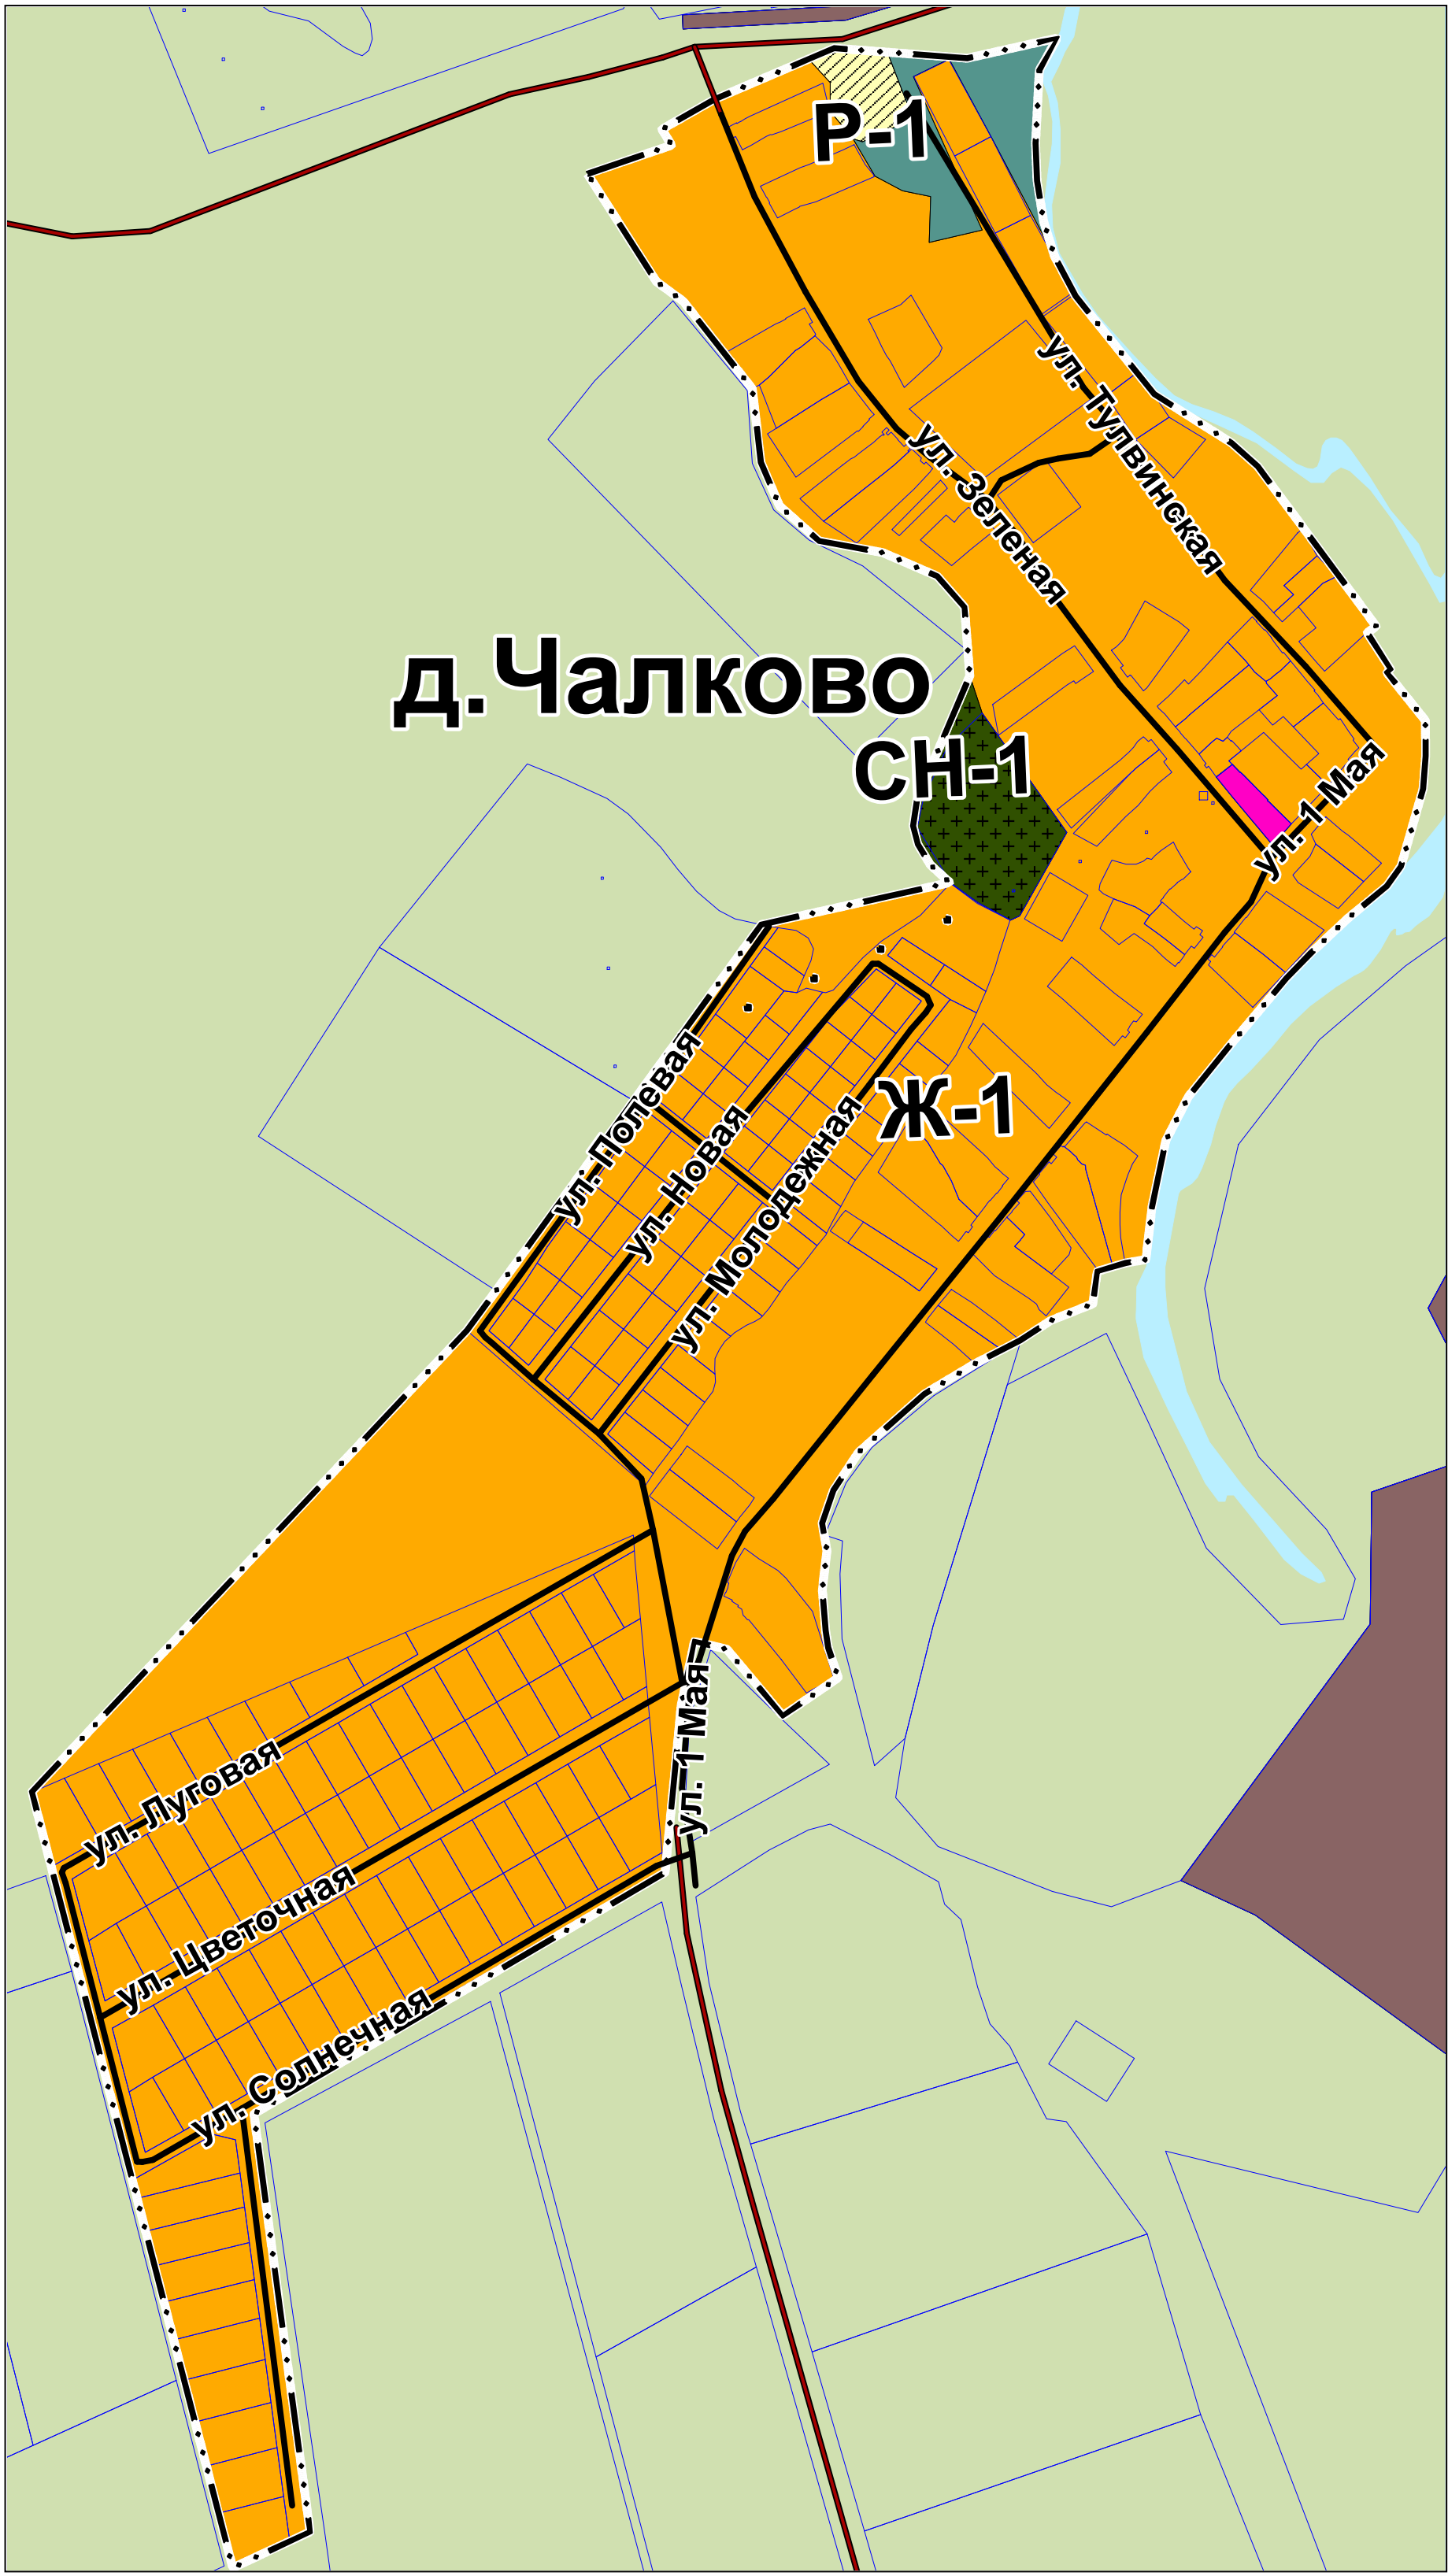 Р-1
ул. Тулвинская
ул. Зеленая
д.Чалково
СН-1
ул. 1 Мая
Ж-1
ул. Полевая
ул. Новая
ул. Молодежная
ул. 1 Мая
ул. Луговая
ул. Цветочная
ул. Солнечная